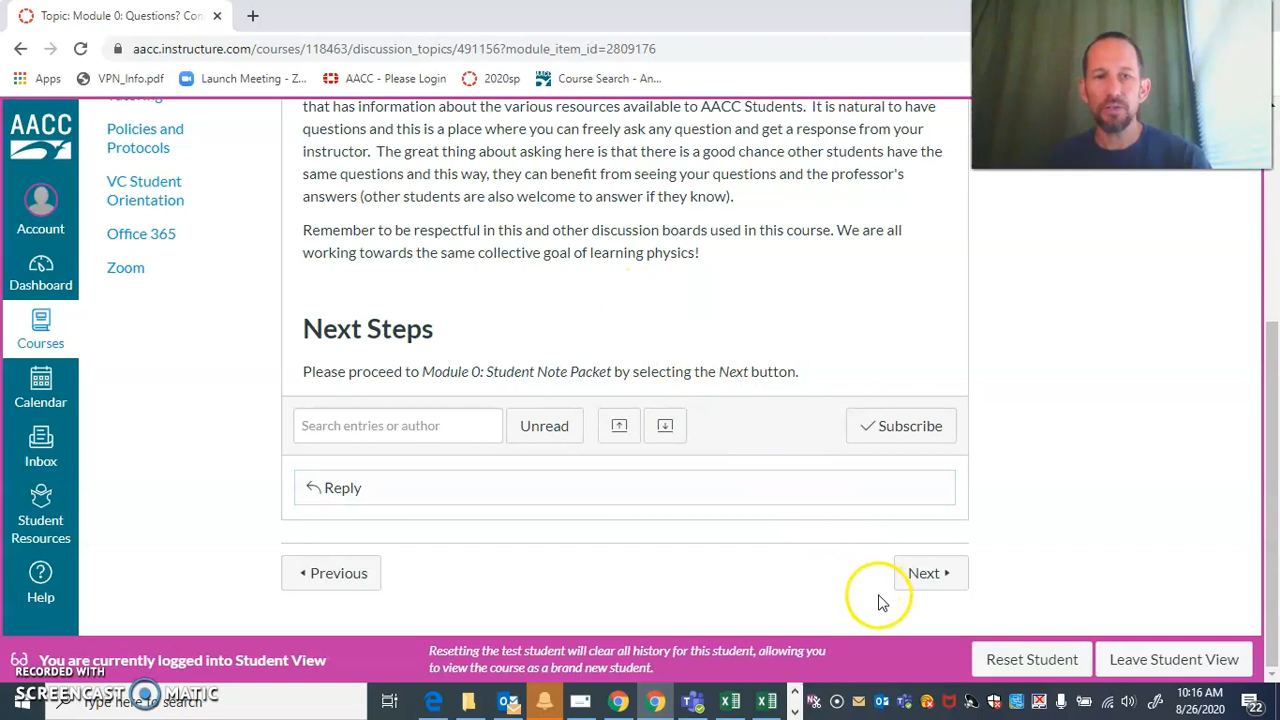 Topic: Module 0: Questions? Con
aacc.instructure.com/courses/118463/discussion_topics/491156?module_item_id=2809176
Apps
VPN_Info.pdf
Launch Meeting - Z...
AACC - Please Login
2020sp
Course Search - An...
AACC
Account
Dashboard
Courses
Calendar
Inbox
Student
Resources
Help
Tutoring
Policies and
Protocols
VC Student
Orientation
Office 365
Zoom
that has information about the various resources available to AACC Students. It is natural to have
questions and this is a place where you can freely ask any question and get a response from your
instructor. The great thing about asking here is that there is a good chance other students have the
same questions and this way, they can benefit from seeing your questions and the professor's
answers (other students are also welcome to answer if they know).
Remember to be respectful in this and other discussion boards used in this course. We are all
working towards the same collective goal of learning physics!
Next Steps
Please proceed to Module 0: Student Note Packet by selecting the Next button.
Search entries or author
Unread
Subscribe
Reply
Previous
Next
You are currently logged into Student View
Resetting the test student will clear all history for this student, allowing you
to view the course as a brand new student.
Reset Student
Leave Student View
RECORDED WITH
SCREENCAST MATIC
Type here to search
10:16 AM
8/26/2020
22